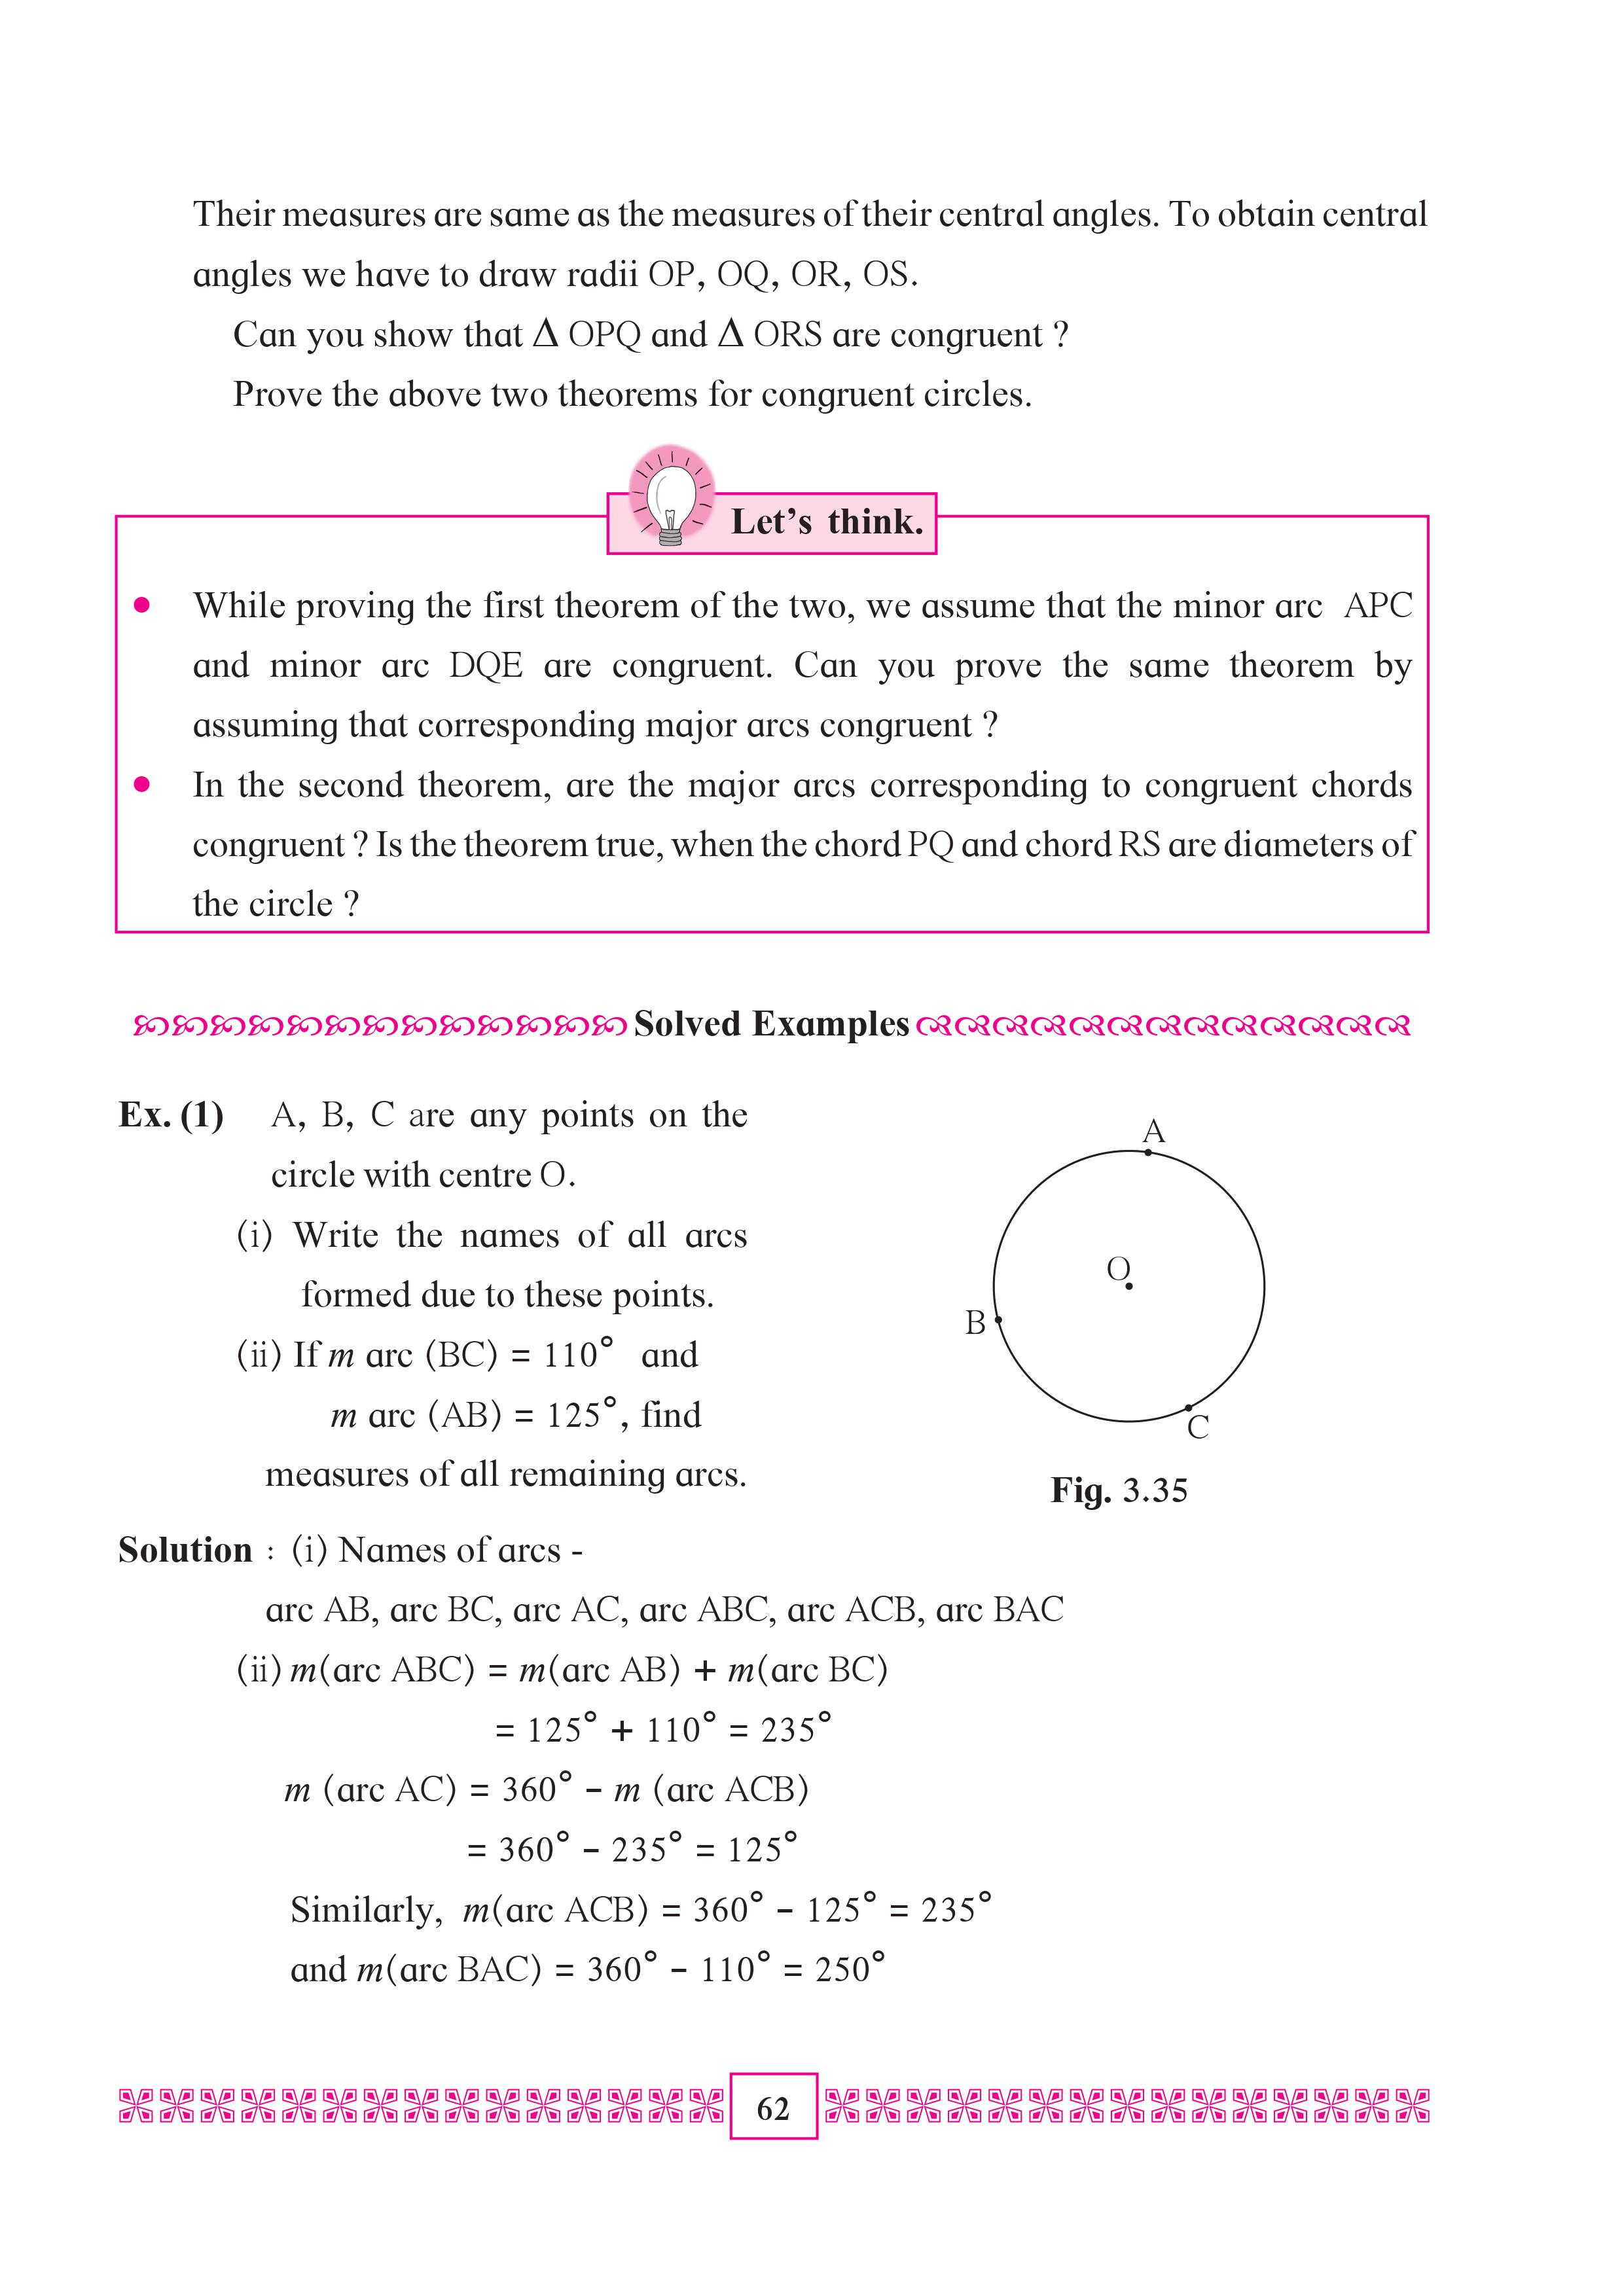 Their measures are same as the measures of their central angles. To obtain central
angles we have to draw radii OP, OQ, OR, OS.
Can you show that Δ OPQ and Δ ORS are congruent ?
Prove the above two theorems for congruent circles.
Let's think.
• While proving the first theorem of the two, we assume that the minor arc APC
and minor arc DQE are congruent. Can you prove the same theorem by
assuming that corresponding major arcs congruent ?
• In the second theorem, are the major arcs corresponding to congruent chords
congruent ? Is the theorem true, when the chord PQ and chord RS are diameters of
the circle ?
Solved Examples
Ex. (1) A, B, C are any points on the
circle with centre O.
(i) Write the names of all arcs
formed due to these points.
(ii) If m arc (BC) = 110° and
m arc (AB) = 125°, find
measures of all remaining arcs.
A
O
B
C
Fig. 3.35
Solution : (i) Names of arcs -
arc AB, arc BC, arc AC, arc ABC, arc ACB, arc BAC
(ii) m(arc ABC) = m(arc AB) + m(arc BC)
= 125° + 110° = 235°
m (arc AC) = 360° - m (arc ACB)
= 360° - 235° = 125°
Similarly, m(arc ACB) = 360° - 125° = 235°
and m(arc BAC) = 360° - 110° = 250°
62